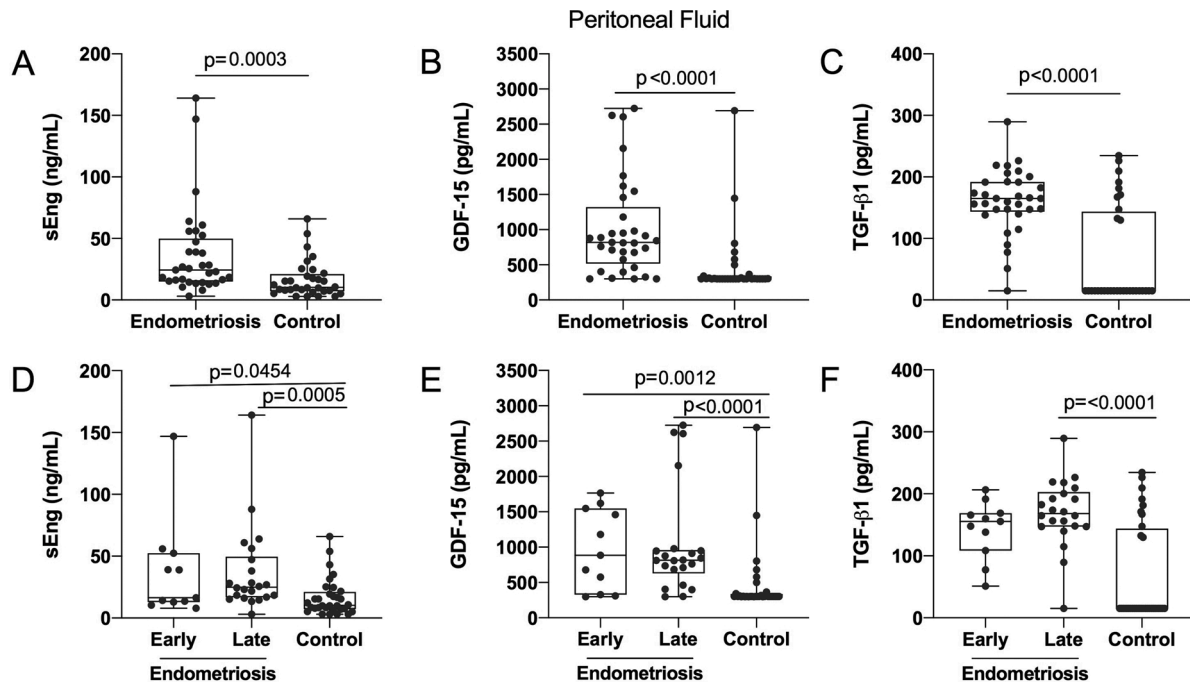 Peritoneal Fluid
A
sEng (ng/mL)
200
150
100
50
0
p=0.0003
Endometriosis Control
B
GDF-15 (pg/mL)
3500
3000
2500
2000
1500
1000
500
0
p<0.0001
Endometriosis Control
C
TGF-β1 (pg/mL)
400
300
200
100
0
p<0.0001
Endometriosis Control
D
sEng (ng/mL)
200
150
100
50
0
p=0.0454
p=0.0005
Early Late Control
Endometriosis
E
GDF-15 (pg/mL)
3500
3000
2500
2000
1500
1000
500
0
p=0.0012
p<0.0001
Early Late Control
Endometriosis
F
TGF-β1 (pg/mL)
400
300
200
100
0
p=<0.0001
Early Late Control
Endometriosis